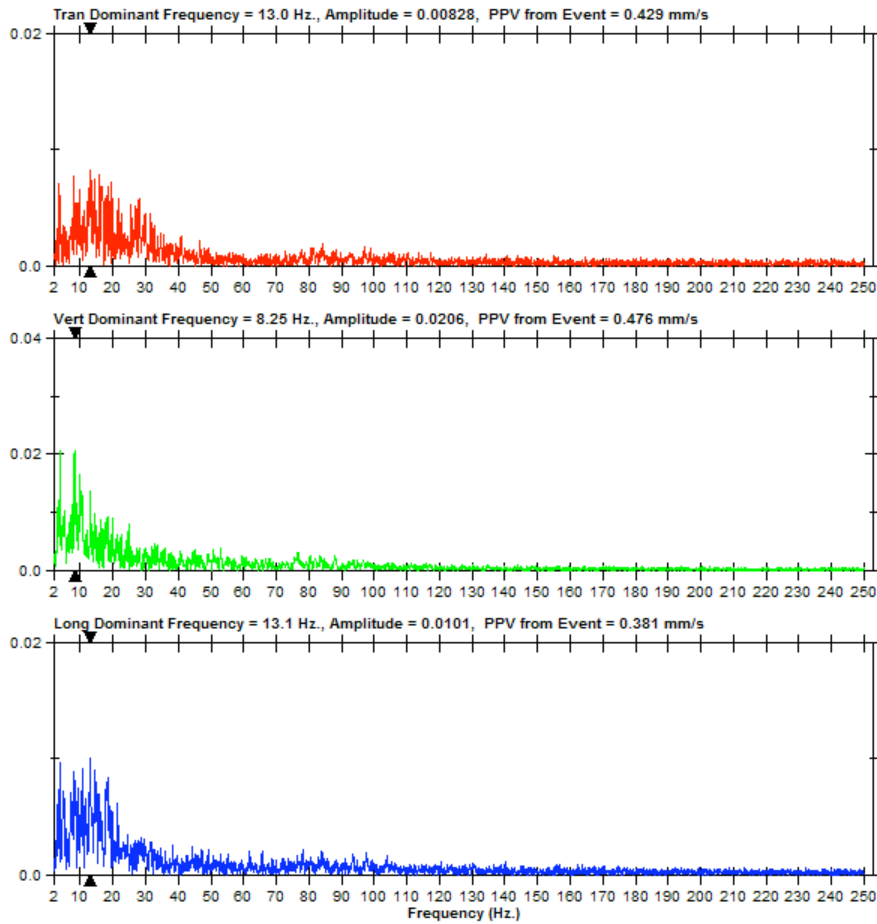 Tran Dominant Frequency = 13.0 Hz., Amplitude = 0.00828, PPV from Event = 0.429 mm/s
0.02
0.0
2 10 20 30 40 50 60 70 80 90 100 110 120 130 140 150 160 170 180 190 200 210 220 230 240 250
Vert Dominant Frequency = 8.25 Hz., Amplitude = 0.0206, PPV from Event = 0.476 mm/s
0.04
0.02
0.0
2 10 20 30 40 50 60 70 80 90 100 110 120 130 140 150 160 170 180 190 200 210 220 230 240 250
Long Dominant Frequency = 13.1 Hz., Amplitude = 0.0101, PPV from Event = 0.381 mm/s
0.02
0.0
2 10 20 30 40 50 60 70 80 90 100 110 120 130 140 150 160 170 180 190 200 210 220 230 240 250
Frequency (Hz.)